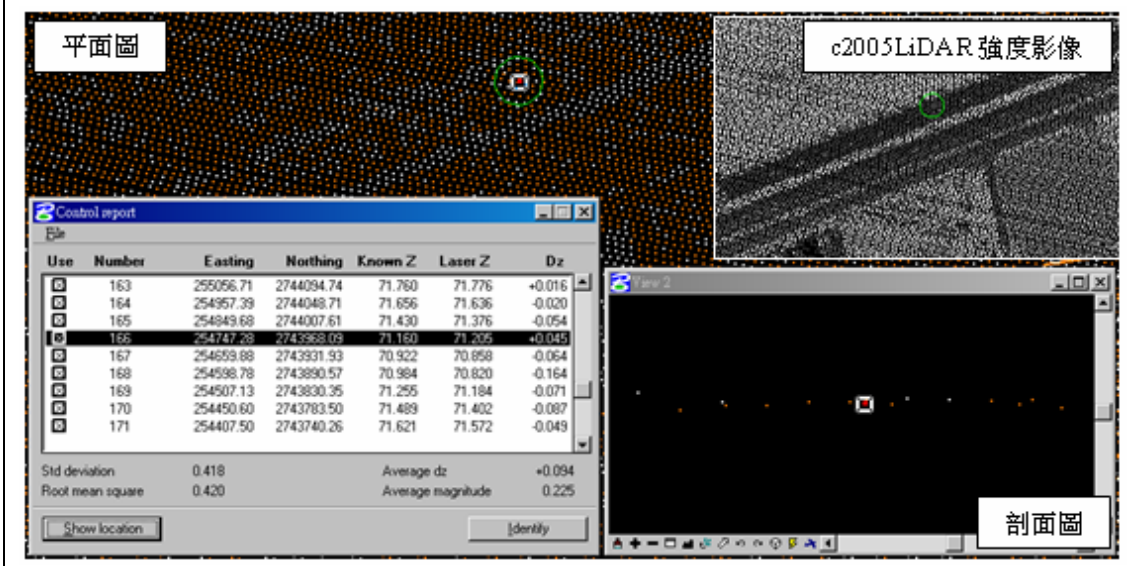 平面圖
c2005LiDAR強度影像
Control report
File
Use Number Easting Northing Known Z Laser Z Dz
163 255056.71 2744094.74 71.760 71.776 +0.016
164 254957.39 2744048.71 71.656 71.636 -0.020
165 254849.68 2744007.61 71.430 71.376 -0.054
166 254747.28 2743968.09 71.160 71.205 +0.045
167 254659.88 2743931.93 70.922 70.858 -0.064
168 254598.78 2743890.57 70.984 70.820 -0.164
169 254507.13 2743830.35 71.255 71.184 -0.071
170 254450.60 2743783.50 71.489 71.402 -0.087
171 254407.50 2743740.26 71.621 71.572 -0.049
Std deviation 0.418 Average dz +0.094
Root mean square 0.420 Average magnitude 0.225
Show location Identify
View 2
剖面圖